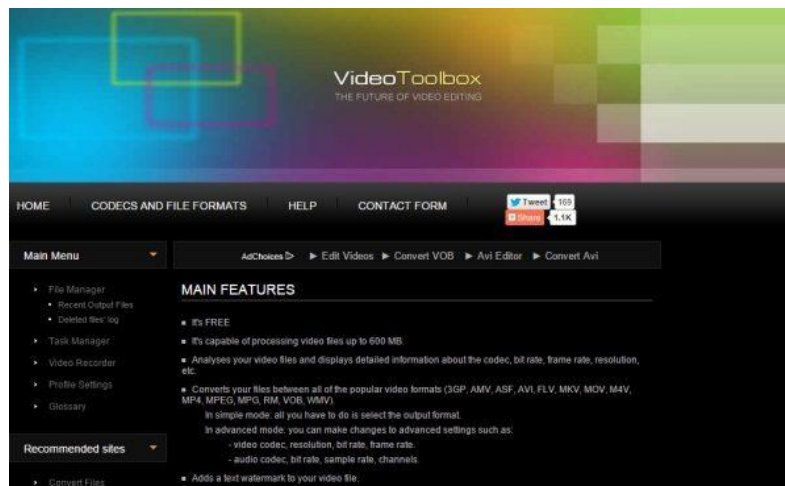 VideoToolbox
THE FUTURE OF VIDEO EDITING
HOME CODECS AND FILE FORMATS HELP CONTACT FORM
Tweet 169
Share 1.1K
Main Menu
File Manager
Recent Output Files
Deleted files' log
Task Manager
Video Recorder
Profile Settings
Glossary
Recommended sites
Convert Files
AdChoices Edit Videos Convert VOB Avi Editor Convert Avi
MAIN FEATURES
It's FREE
It's capable of processing video files up to 600 MB.
Analyses your video files and displays detailed information about the codec, bit rate, frame rate, resolution,
etc.
Converts your files between all of the popular video formats (3GP, AMV, ASF, AVI, FLV, MKV, MOV, M4V,
MP4, MPEG, MPG, RM, VOB, WMV).
In simple mode: all you have to do is select the output format.
In advanced mode: you can make changes to advanced settings such as:
- video codec, resolution, bit rate, frame rate.
- audio codec, bit rate, sample rate, channels.
Adds a text watermark to your video file.